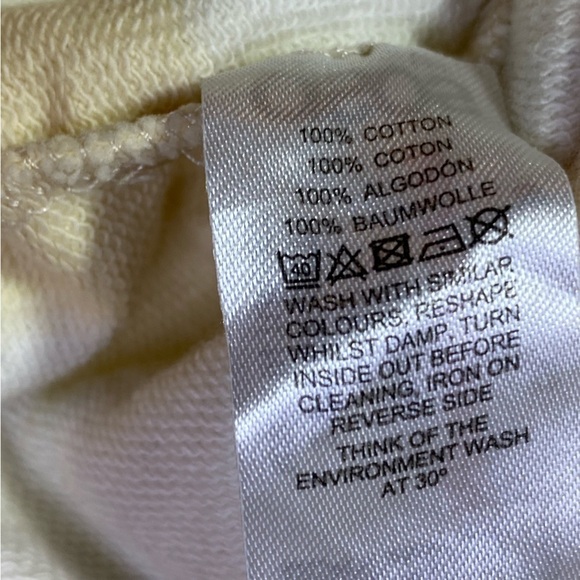 100% COTTON
100% COTON
100% ALGODÓN
100% BAUMWOLLE
40
WASH WITH SIMILAR
COLOURS, RESHAPE
WHILST DAMP, TURN
INSIDE OUT BEFORE
CLEANING, IRON ON
REVERSE SIDE
THINK OF THE
ENVIRONMENT WASH
AT 30°